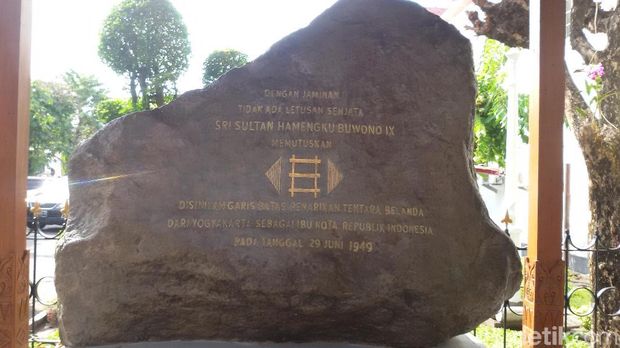 DENGAN JAMINAN
TIDAK ADA LETUSAN SENJATA
SRI SULTAN HAMENGKU BUWONO IX
MEMUTUSKAN
DISINILAH GARIS BATAS PENARIKAN TENTARA BELANDA
DARI YOGYAKARTA SEBAGAI IBU KOTA REPUBLIK INDONESIA
PADA TANGGAL 29 JUNI 1949
detikcom